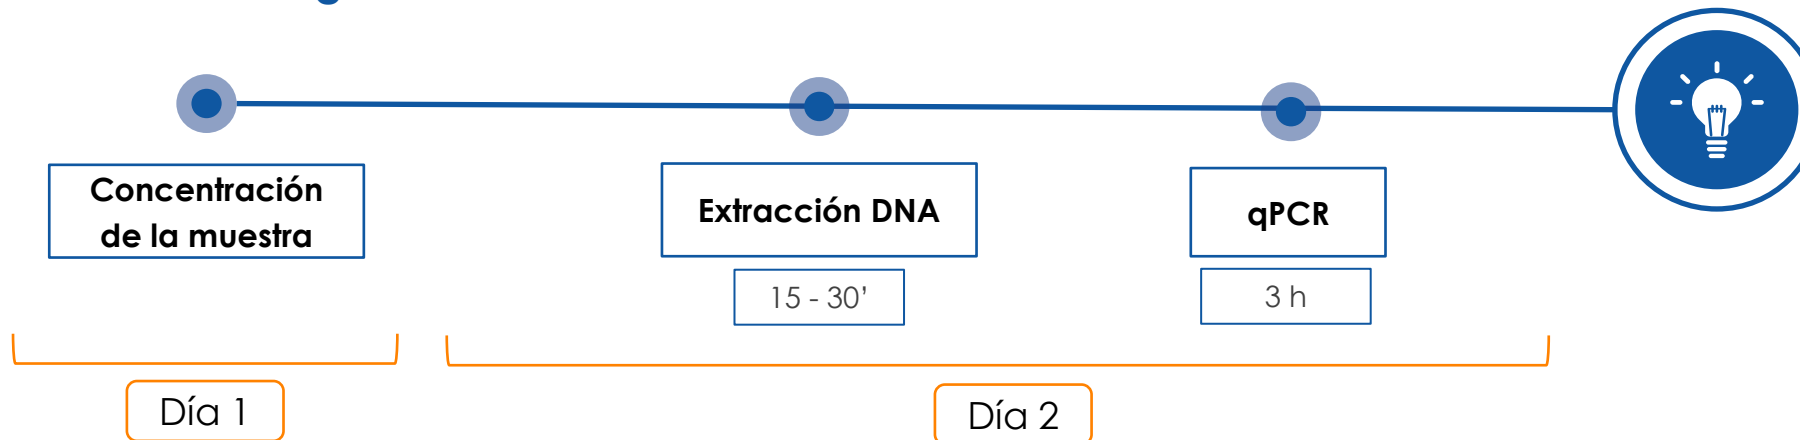 Concentración
de la muestra
Extracción DNA
qPCR
15 - 30’
3 h
Día 1
Día 2